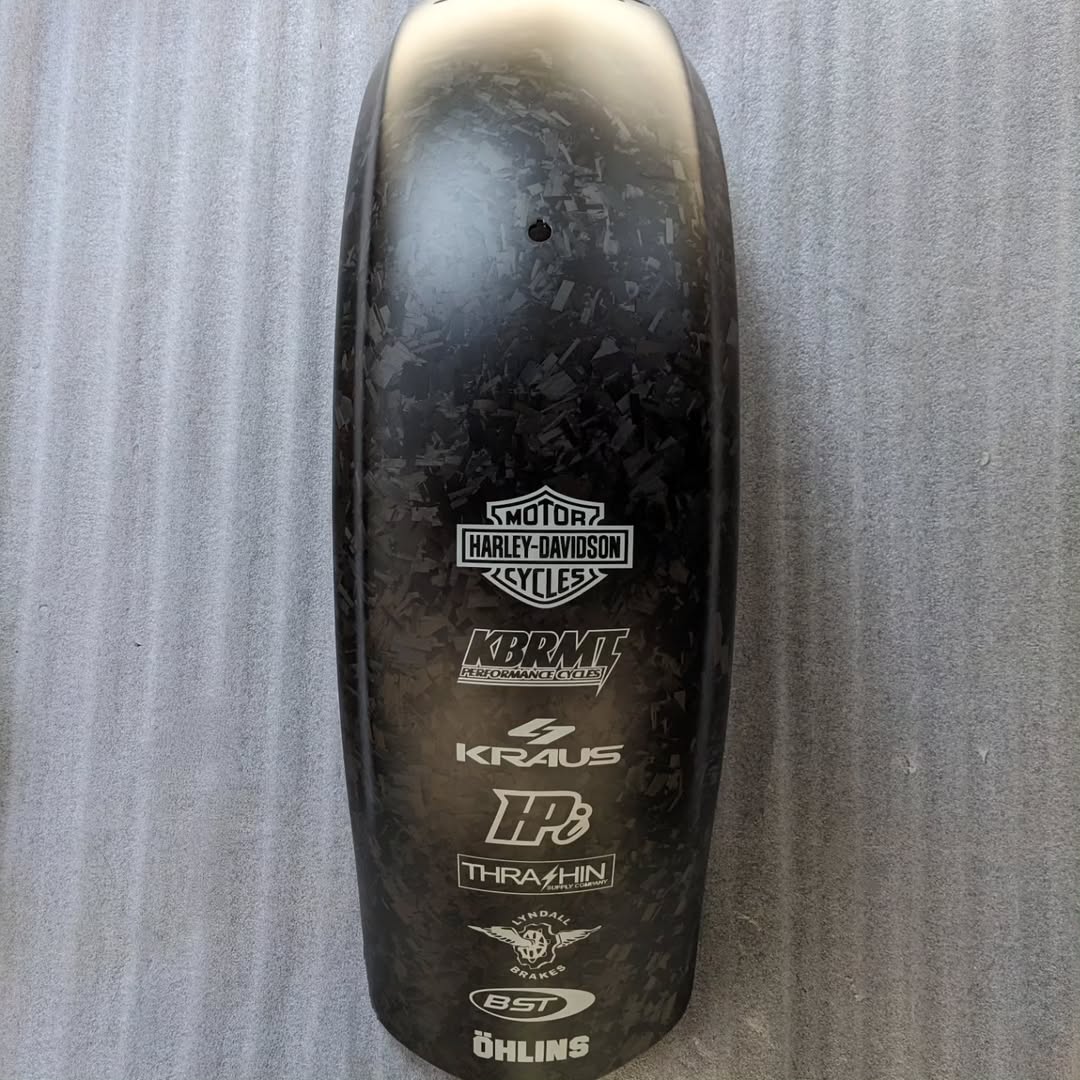 MOTOR
HARLEY-DAVIDSON
CYCLES
KBRMT
PERFORMANCE CYCLES
KRAUS
HPi
THRASHIN
SUPPLY COMPANY
LYNDALL
BRAKES
BST
ÖHLINS